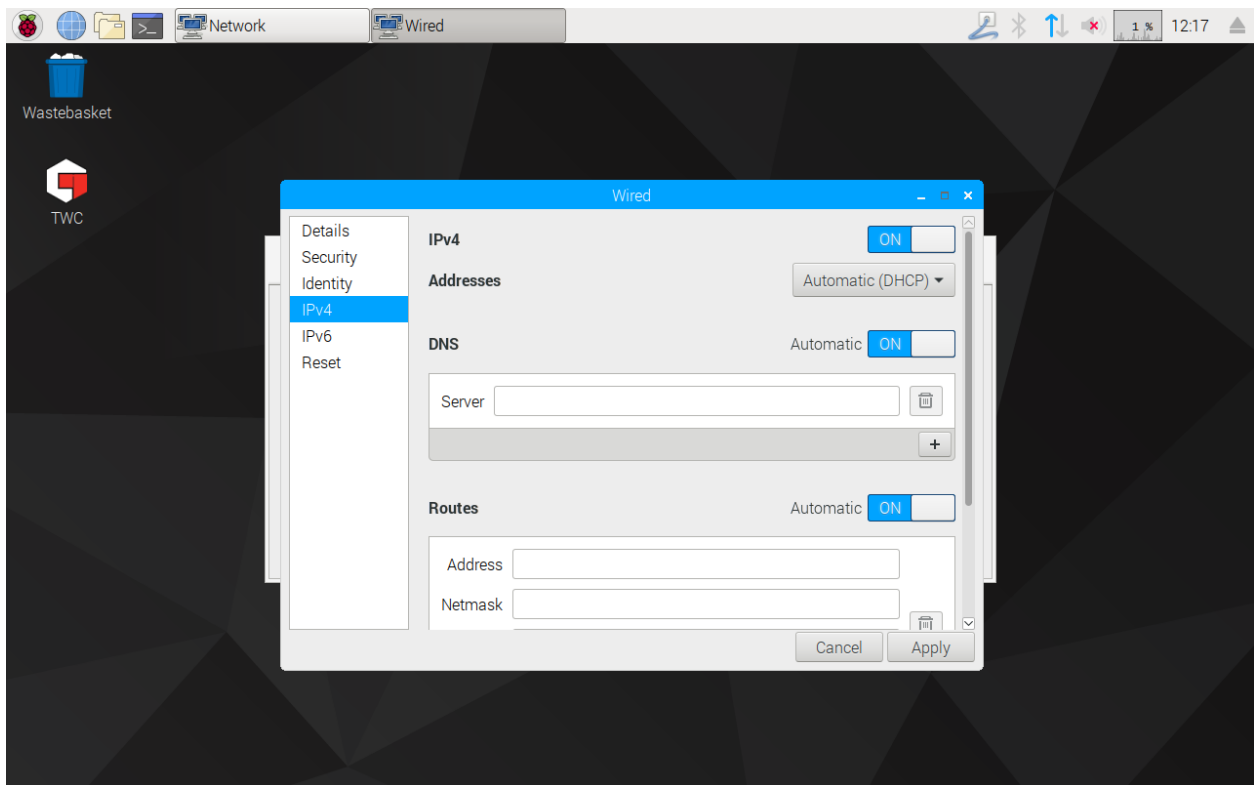 Network Wired 1 % 12:17
Wastebasket
TWC
Wired
Details
Security
Identity
IPv4
IPv6
Reset
IPv4 ON
Addresses Automatic (DHCP)
DNS Automatic ON
Server
+
Routes Automatic ON
Address
Netmask
Cancel Apply